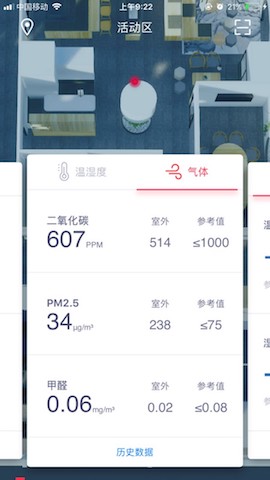 中国移动 上午9:22 21%
活动区
温湿度 气体
二氧化碳 室外 参考值
607 PPM 514 ≤1000
PM2.5 室外 参考值
34 μg/m³ 238 ≤75
甲醛 室外 参考值
0.06 mg/m³ 0.02 ≤0.08
历史数据